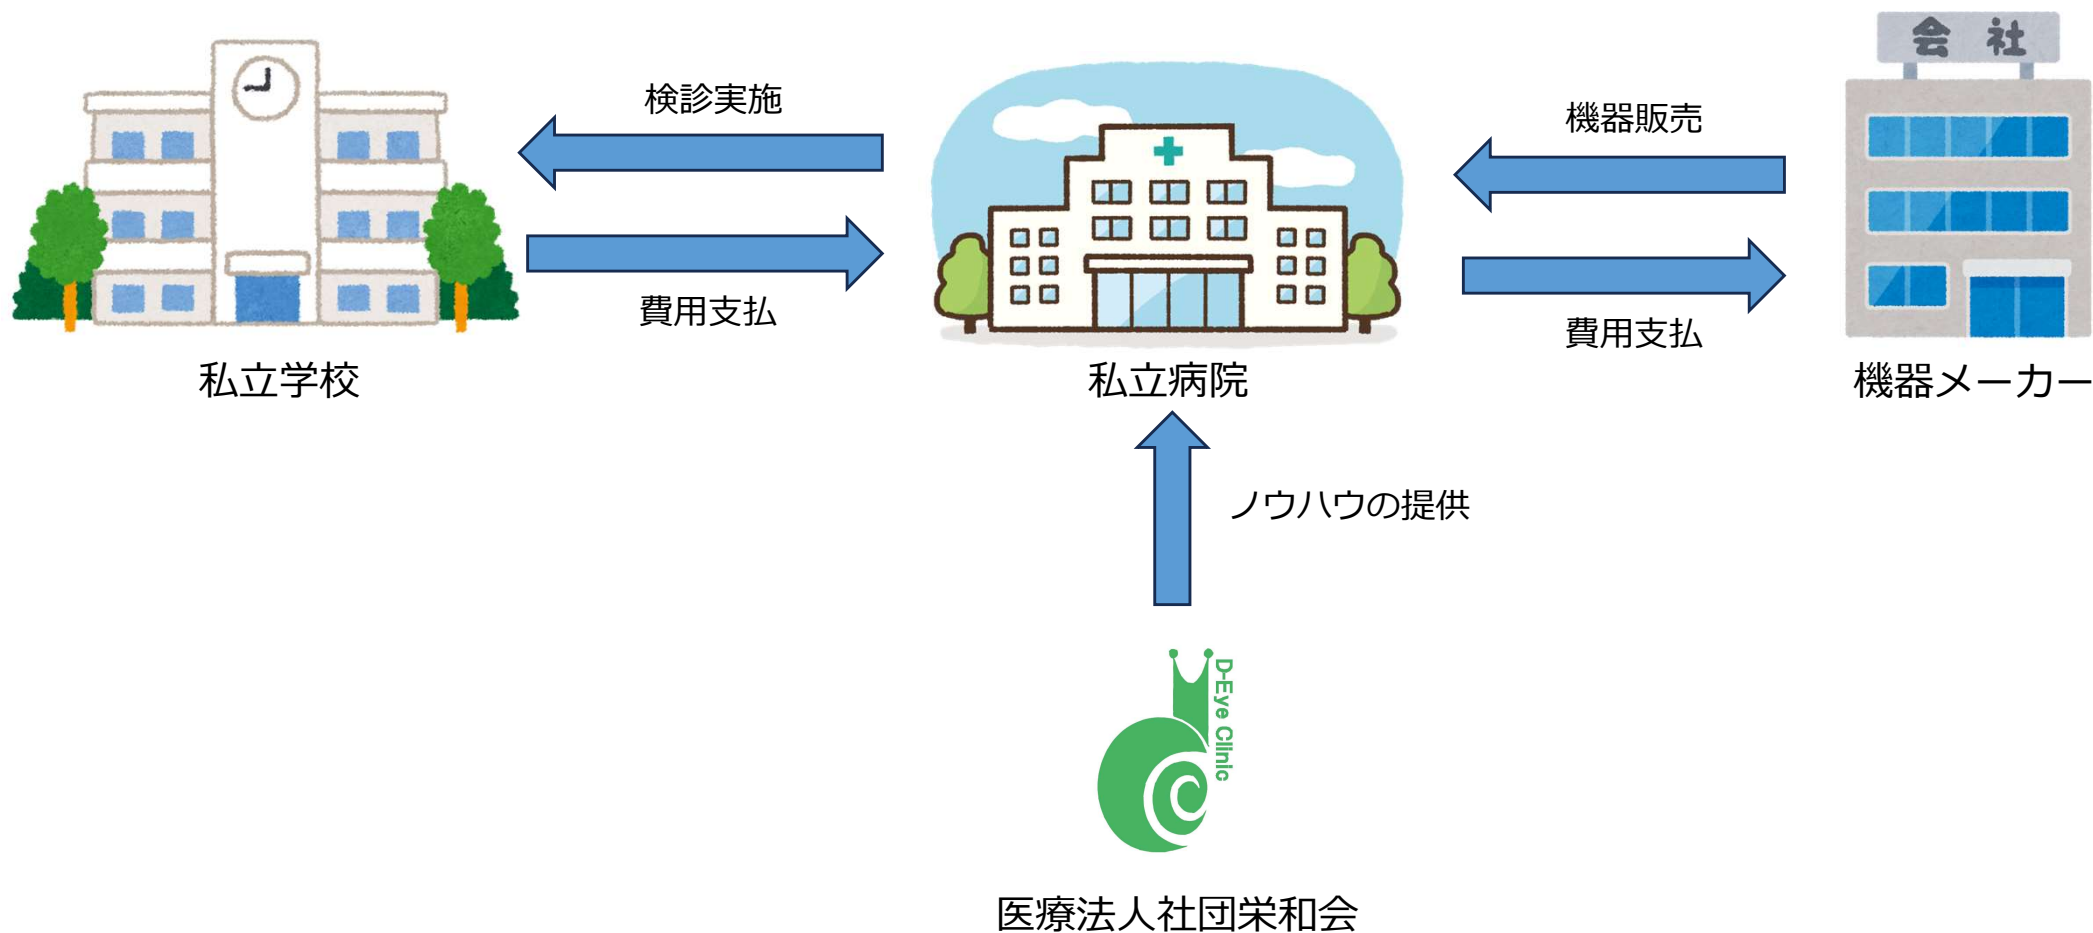 会社
検診実施
機器販売
費用支払
費用支払
私立学校
私立病院
機器メーカー
ノウハウの提供
D-Eye Clinic
医療法人社団栄和会